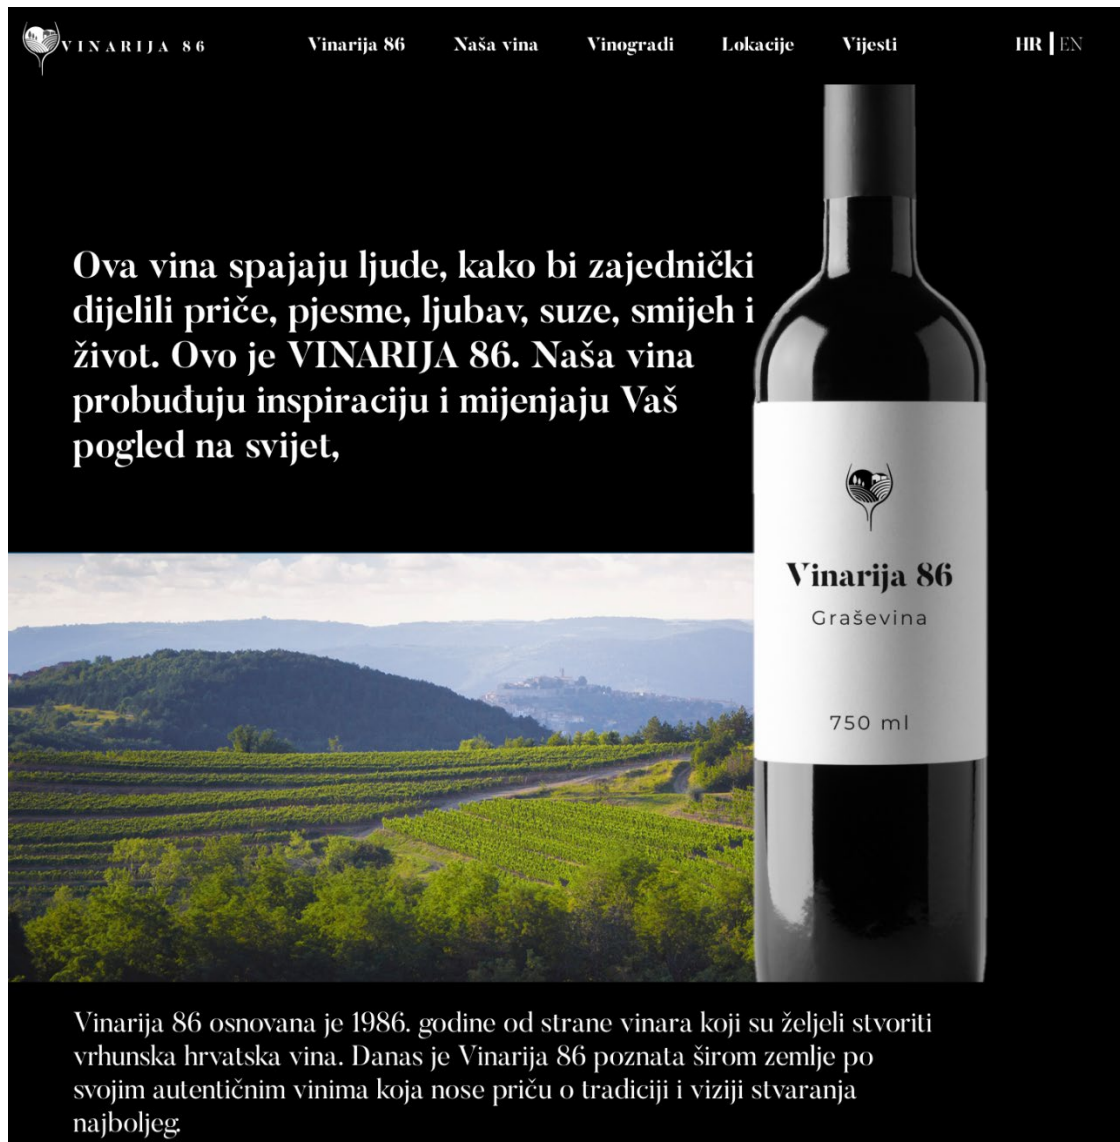 VINARIJA 86
Vinarija 86 Naša vina Vinogradi Lokacije Vijesti HR | EN
Ova vina spajaju ljude, kako bi zajednički
dijelili priče, pjesme, ljubav, suze, smijeh i
život. Ovo je VINARIJA 86. Naša vina
probuđuju inspiraciju i mijenjaju Vaš
pogled na svijet,
Vinarija 86
Graševina
750 ml
Vinarija 86 osnovana je 1986. godine od strane vinara koji su željeli stvoriti
vrhunska hrvatska vina. Danas je Vinarija 86 poznata širom zemlje po
svojim autentičnim vinima koja nose priču o tradiciji i viziji stvaranja
najboljeg.